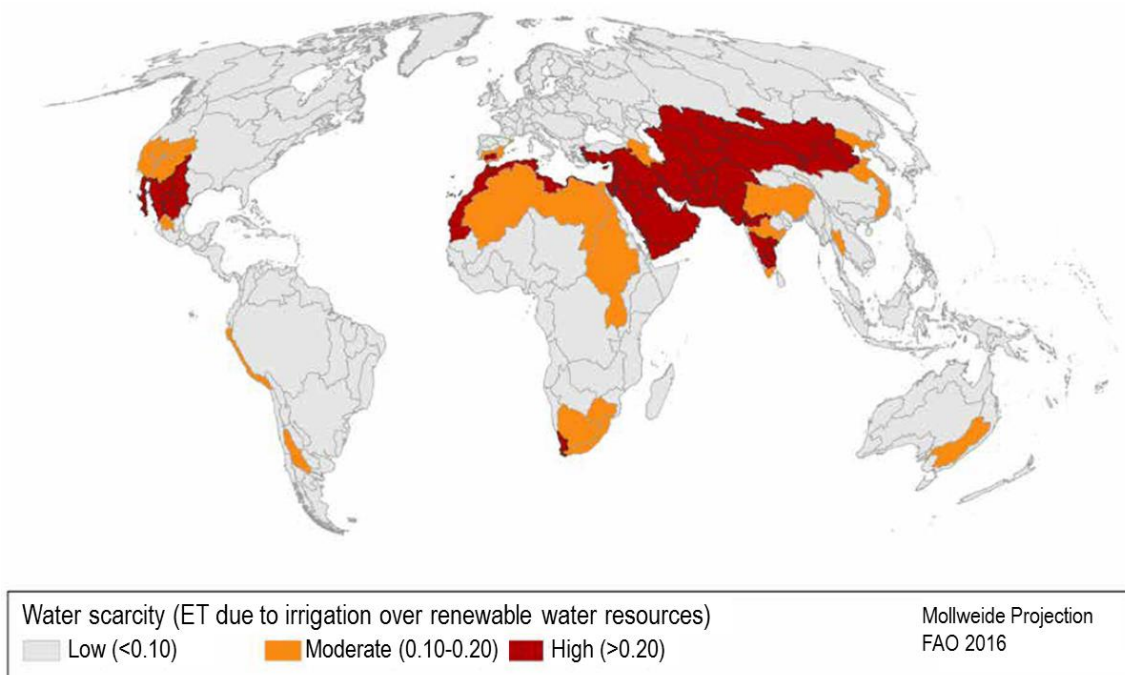 Water scarcity (ET due to irrigation over renewable water resources)
Low (<0.10) Moderate (0.10-0.20) High (>0.20)
Mollweide Projection
FAO 2016